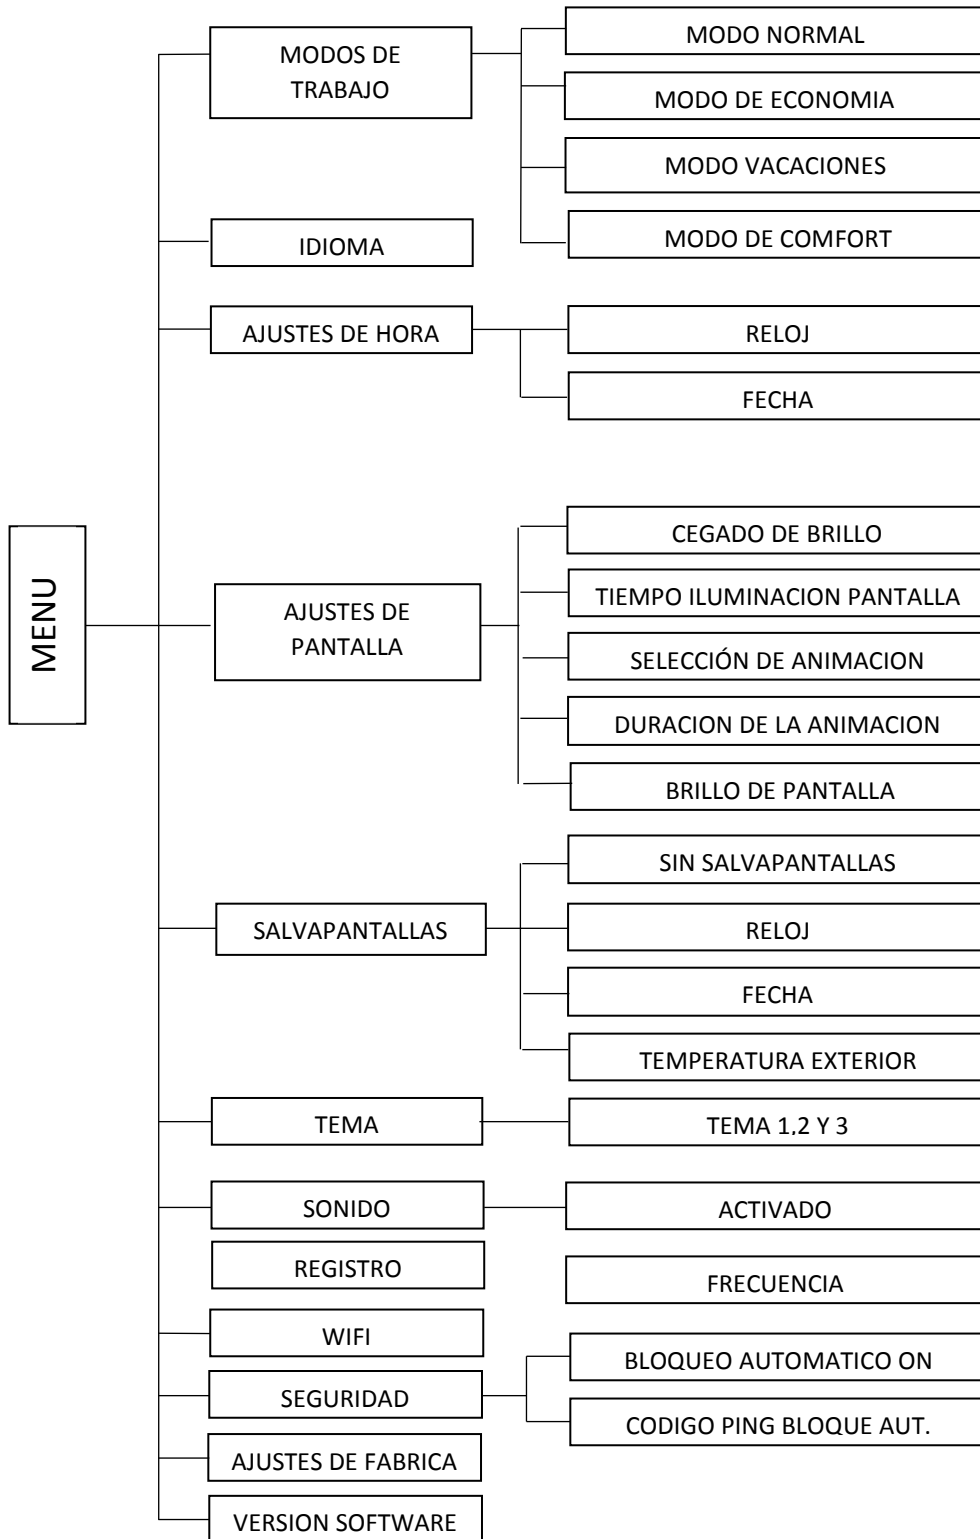 MENU
MODOS DE
TRABAJO
MODO NORMAL
MODO DE ECONOMIA
MODO VACACIONES
MODO DE COMFORT
IDIOMA
AJUSTES DE HORA
RELOJ
FECHA
AJUSTES DE
PANTALLA
CEGADO DE BRILLO
TIEMPO ILUMINACION PANTALLA
SELECCIÓN DE ANIMACION
DURACION DE LA ANIMACION
BRILLO DE PANTALLA
SALVAPANTALLAS
SIN SALVAPANTALLAS
RELOJ
FECHA
TEMPERATURA EXTERIOR
TEMA
TEMA 1,2 Y 3
SONIDO
ACTIVADO
REGISTRO
FRECUENCIA
WIFI
SEGURIDAD
BLOQUEO AUTOMATICO ON
CODIGO PING BLOQUE AUT.
AJUSTES DE FABRICA
VERSION SOFTWARE